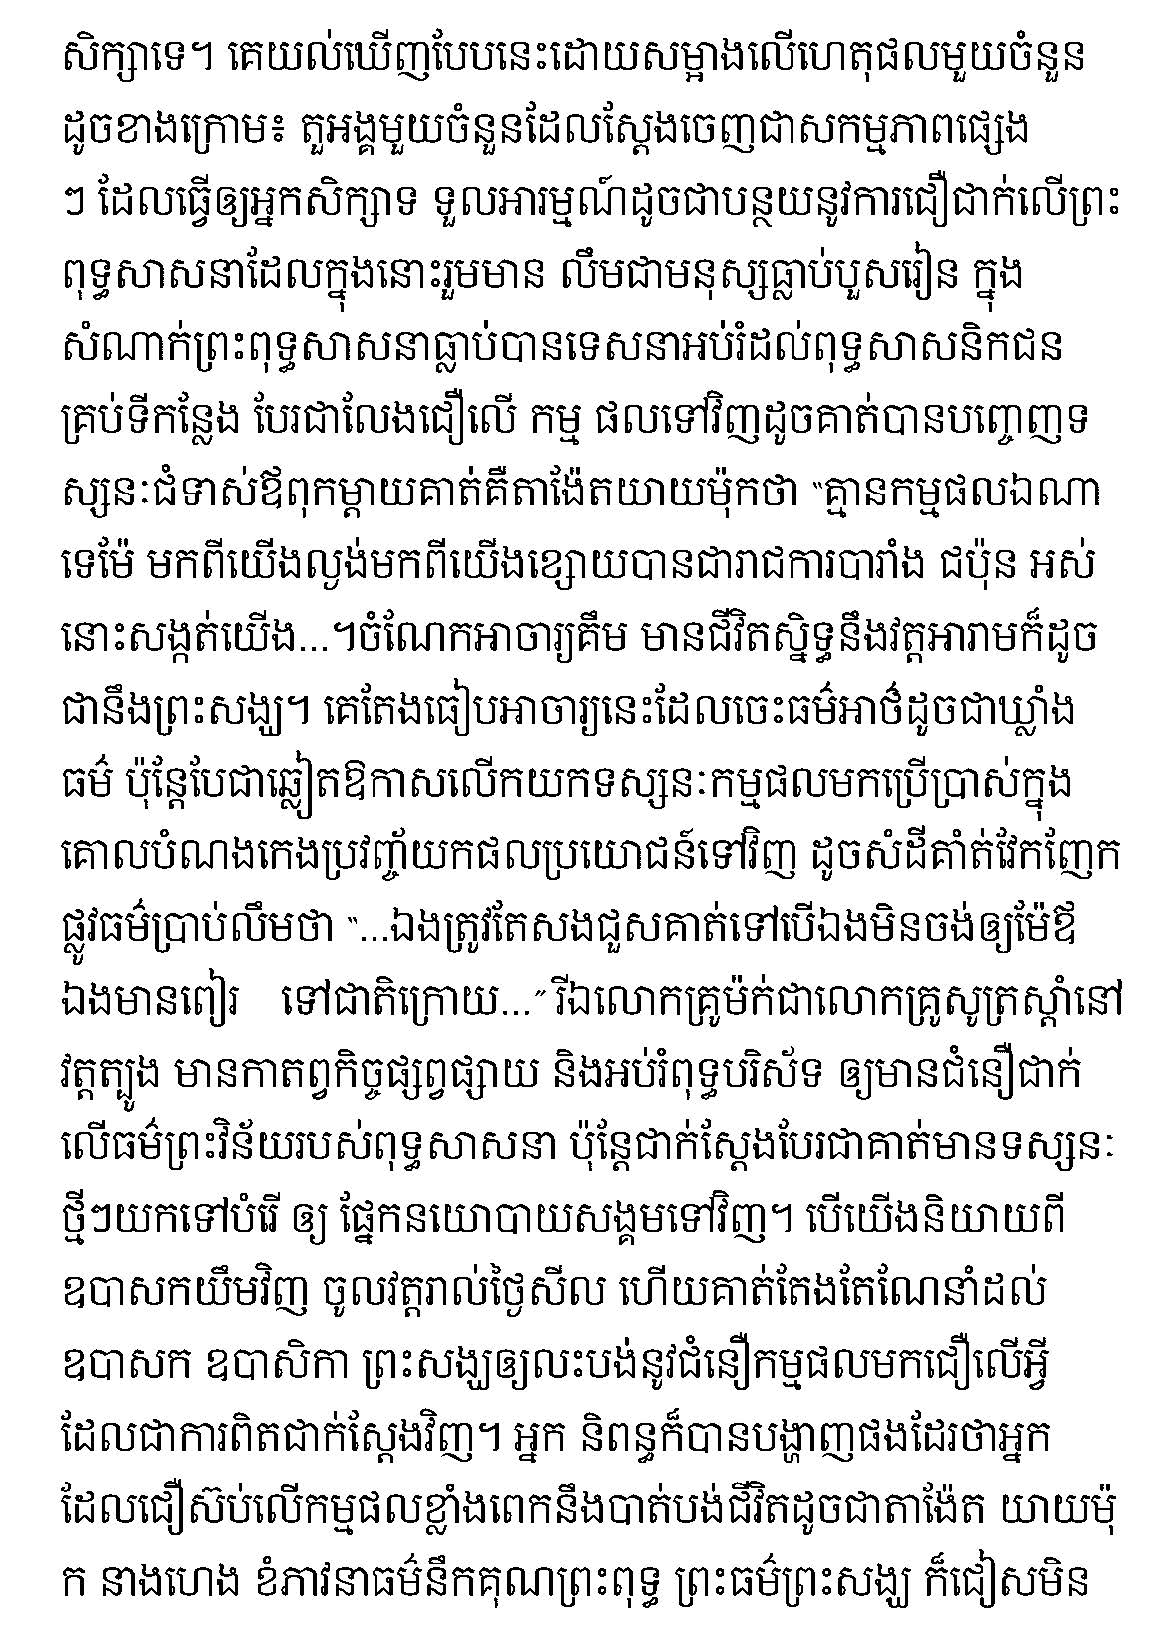 សិក្សាទេ។ គេយល់ឃើញបែបនេះដោយសម្អាងលើហេតុផលមួយចំនួន
ដូចខាងក្រោម៖ តួអង្គមួយចំនួនដែលស្តែងចេញជាសកម្មភាពផ្សេង
ៗ ដែលធ្វើឲ្យអ្នកសិក្សាទ ទួលអារម្មណ៍ដូចជាបន្ថយនូវការជឿជាក់លើព្រះ
ពុទ្ធសាសនាដែលក្នុងនោះរួមមាន លឹមជាមនុស្សធ្លាប់បួសរៀន ក្នុង
សំណាក់ព្រះពុទ្ធសាសនាធ្លាប់បានទេសនាអប់រំដល់ពុទ្ធសាសនិកជន
គ្រប់ទីកន្លែង បែរជាលែងជឿលើ កម្ម ផលទៅវិញដូចគាត់បានបញ្ចេញទ
ស្សនៈជំទាស់ឪពុកម្តាយគាត់គឺតាង៉ែតយាយម៉ុកថា “គ្មានកម្មផលឯណា
ទេម៉ែ មកពីយើងល្ងង់មកពីយើងខ្សោយបានជារាជការបារាំង ជប៉ុន អស់
នោះសង្កត់យើង...។ចំណែកអាចារ្យគឹម មានជីវិតស្និទ្ធនឹងវត្តអារាមក៏ដូច
ជានឹងព្រះសង្ឃ។ គេតែងធៀបអាចារ្យនេះដែលចេះធម៌អាថ៌ដូចជាឃ្លាំង
ធម៌ ប៉ុន្តែបែជាឆ្លៀតឱកាសលើកយកទស្សនៈកម្មផលមកប្រើប្រាស់ក្នុង
គោលបំណងកេងប្រវញ្ច័យកផលប្រយោជន៍ទៅវិញ ដូចសំដីគាំត់វែកញែក
ផ្លូវធម៌ប្រាប់លឹមថា “...ឯងត្រូវតែសងជួសគាត់ទៅបើឯងមិនចង់ឲ្យម៉ែឪ
ឯងមានពៀរ ទៅជាតិក្រោយ...” រីឯលោកគ្រូម៉ក់ជាលោកគ្រូសូត្រស្តាំនៅ
វត្តត្បូង មានកាតព្វកិច្ចផ្សព្វផ្សាយ និងអប់រំពុទ្ធបរិស័ទ ឲ្យមានជំនឿជាក់
លើធម៌ព្រះវិន័យរបស់ពុទ្ធសាសនា ប៉ុន្តែជាក់ស្តែងបែរជាគាត់មានទស្សនៈ
ថ្មីៗយកទៅបំរើ ឲ្យ ផ្នែកនយោបាយសង្គមទៅវិញ។ បើយើងនិយាយពី
ឧបាសកយឹមវិញ ចូលវត្តរាល់ថ្ងៃសីល ហើយគាត់តែងតែណែនាំដល់
ឧបាសក ឧបាសិកា ព្រះសង្ឃឲ្យលះបង់នូវជំនឿកម្មផលមកជឿលើអ្វី
ដែលជាការពិតជាក់ស្តែងវិញ។ អ្នក និពន្ធក៏បានបង្ហាញផងដែរថាអ្នក
ដែលជឿស៊ប់លើកម្មផលខ្លាំងពេកនឹងបាត់បង់ជីវិតដូចជាតាង៉ែត យាយម៉ុ
ក នាងហេង ខំភាវនាធម៌នឹកគុណព្រះពុទ្ធ ព្រះធម៌ព្រះសង្ឃ ក៏ជៀសមិន